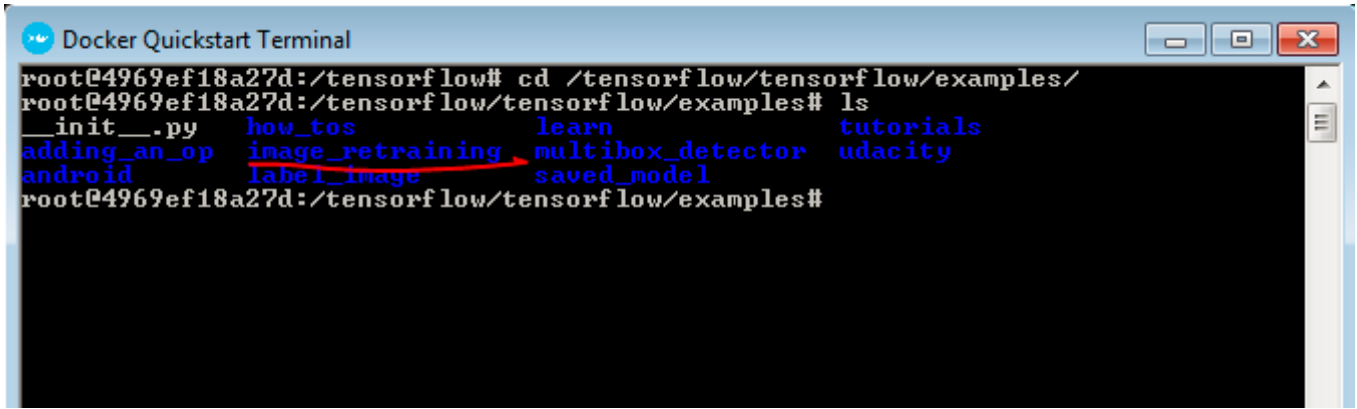 Docker Quickstart Terminal
root@4969ef18a27d:/tensorflow# cd /tensorflow/tensorflow/examples/
root@4969ef18a27d:/tensorflow/tensorflow/examples# ls
__init__.py how_tos learn tutorials
adding_an_op image_retraining multibox_detector udacity
android label_image saved_model
root@4969ef18a27d:/tensorflow/tensorflow/examples#